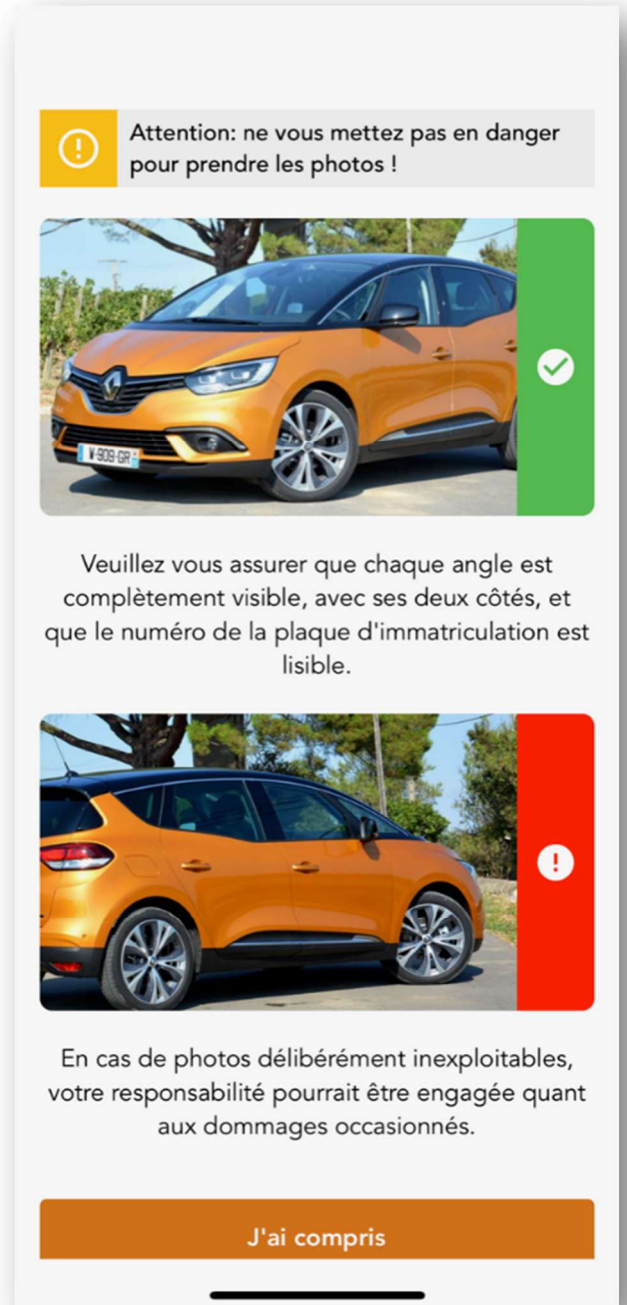 Attention: ne vous mettez pas en danger
pour prendre les photos !
W-909-GR
Veuillez vous assurer que chaque angle est
complètement visible, avec ses deux côtés, et
que le numéro de la plaque d'immatriculation est
lisible.
En cas de photos délibérément inexploitables,
votre responsabilité pourrait être engagée quant
aux dommages occasionnés.
J'ai compris